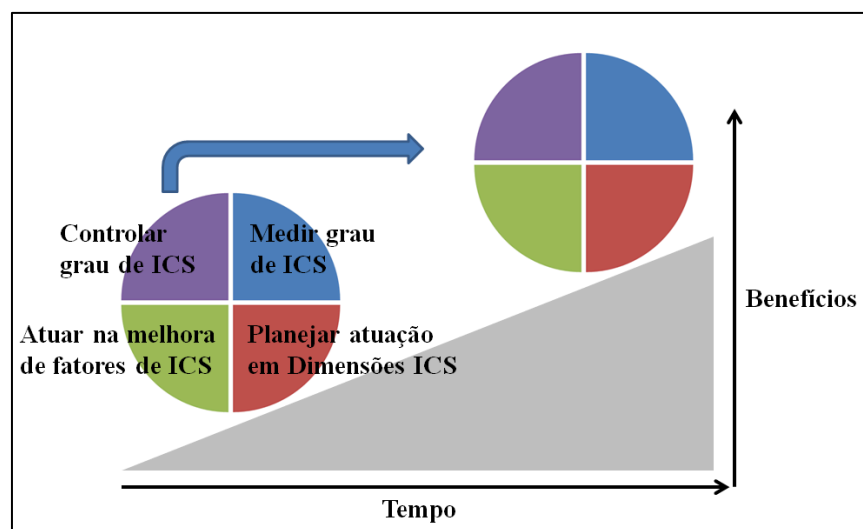 Controlar
grau de ICS
Medir grau
de ICS
Atuar na melhora
de fatores de ICS
Planejar atuação
em Dimensões ICS
Benefícios
Tempo